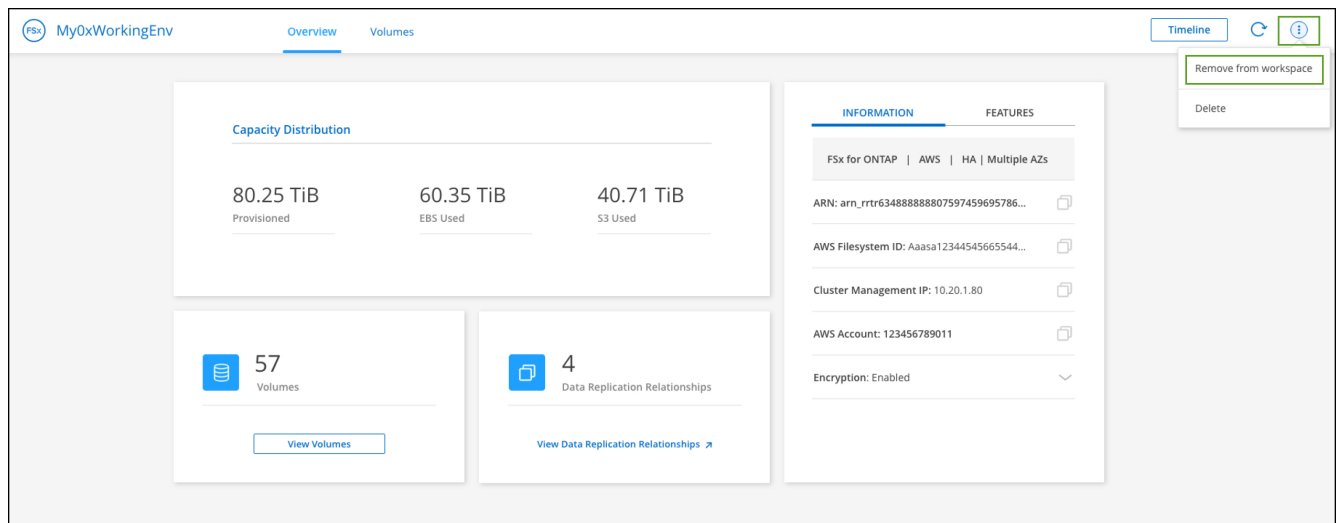 FSx My0xWorkingEnv Overview Volumes Timeline
Remove from workspace
Delete
Capacity Distribution
80.25 TiB 60.35 TiB 40.71 TiB
Provisioned EBS Used S3 Used
57
Volumes
View Volumes
4
Data Replication Relationships
View Data Replication Relationships
INFORMATION FEATURES
FSx for ONTAP | AWS | HA | Multiple AZs
ARN: arn_rrtr634888888807597459695786...
AWS Filesystem ID: Aaasa12344545665544...
Cluster Management IP: 10.20.1.80
AWS Account: 123456789011
Encryption: Enabled